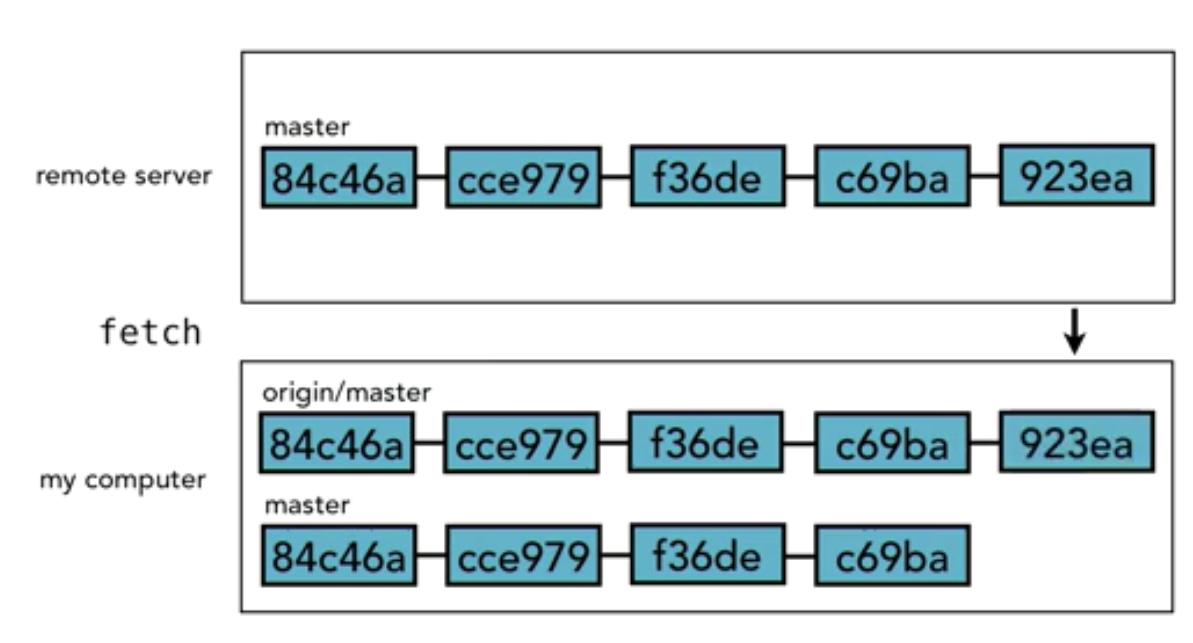 master
remote server
84c46a cce979 f36de c69ba 923ea
fetch
origin/master
84c46a cce979 f36de c69ba 923ea
my computer
master
84c46a cce979 f36de c69ba